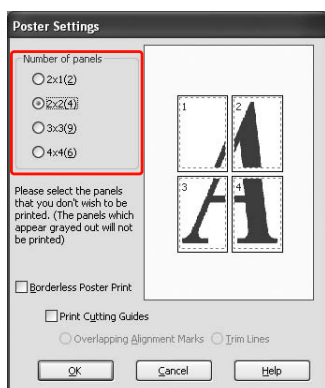 Poster Settings
Number of panels
2x1(2)
2x2(4)
3x3(9)
4x4(6)
1 2
3 4
Please select the panels
that you don't wish to be
printed. (The panels which
appear grayed out will not
be printed)
Borderless Poster Print
Print Cutting Guides
Overlapping Alignment Marks Trim Lines
OK Cancel Help